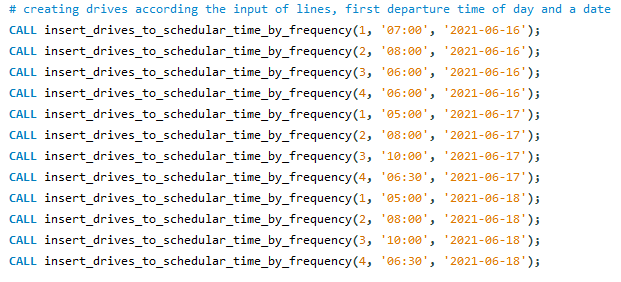 # creating drives according the input of lines, first departure time of day and a date
CALL insert_drives_to_schedular_time_by_frequency(1, '07:00', '2021-06-16');
CALL insert_drives_to_schedular_time_by_frequency(2, '08:00', '2021-06-16');
CALL insert_drives_to_schedular_time_by_frequency(3, '06:00', '2021-06-16');
CALL insert_drives_to_schedular_time_by_frequency(4, '06:00', '2021-06-16');
CALL insert_drives_to_schedular_time_by_frequency(1, '05:00', '2021-06-17');
CALL insert_drives_to_schedular_time_by_frequency(2, '08:00', '2021-06-17');
CALL insert_drives_to_schedular_time_by_frequency(3, '10:00', '2021-06-17');
CALL insert_drives_to_schedular_time_by_frequency(4, '06:30', '2021-06-17');
CALL insert_drives_to_schedular_time_by_frequency(1, '05:00', '2021-06-18');
CALL insert_drives_to_schedular_time_by_frequency(2, '08:00', '2021-06-18');
CALL insert_drives_to_schedular_time_by_frequency(3, '10:00', '2021-06-18');
CALL insert_drives_to_schedular_time_by_frequency(4, '06:30', '2021-06-18');